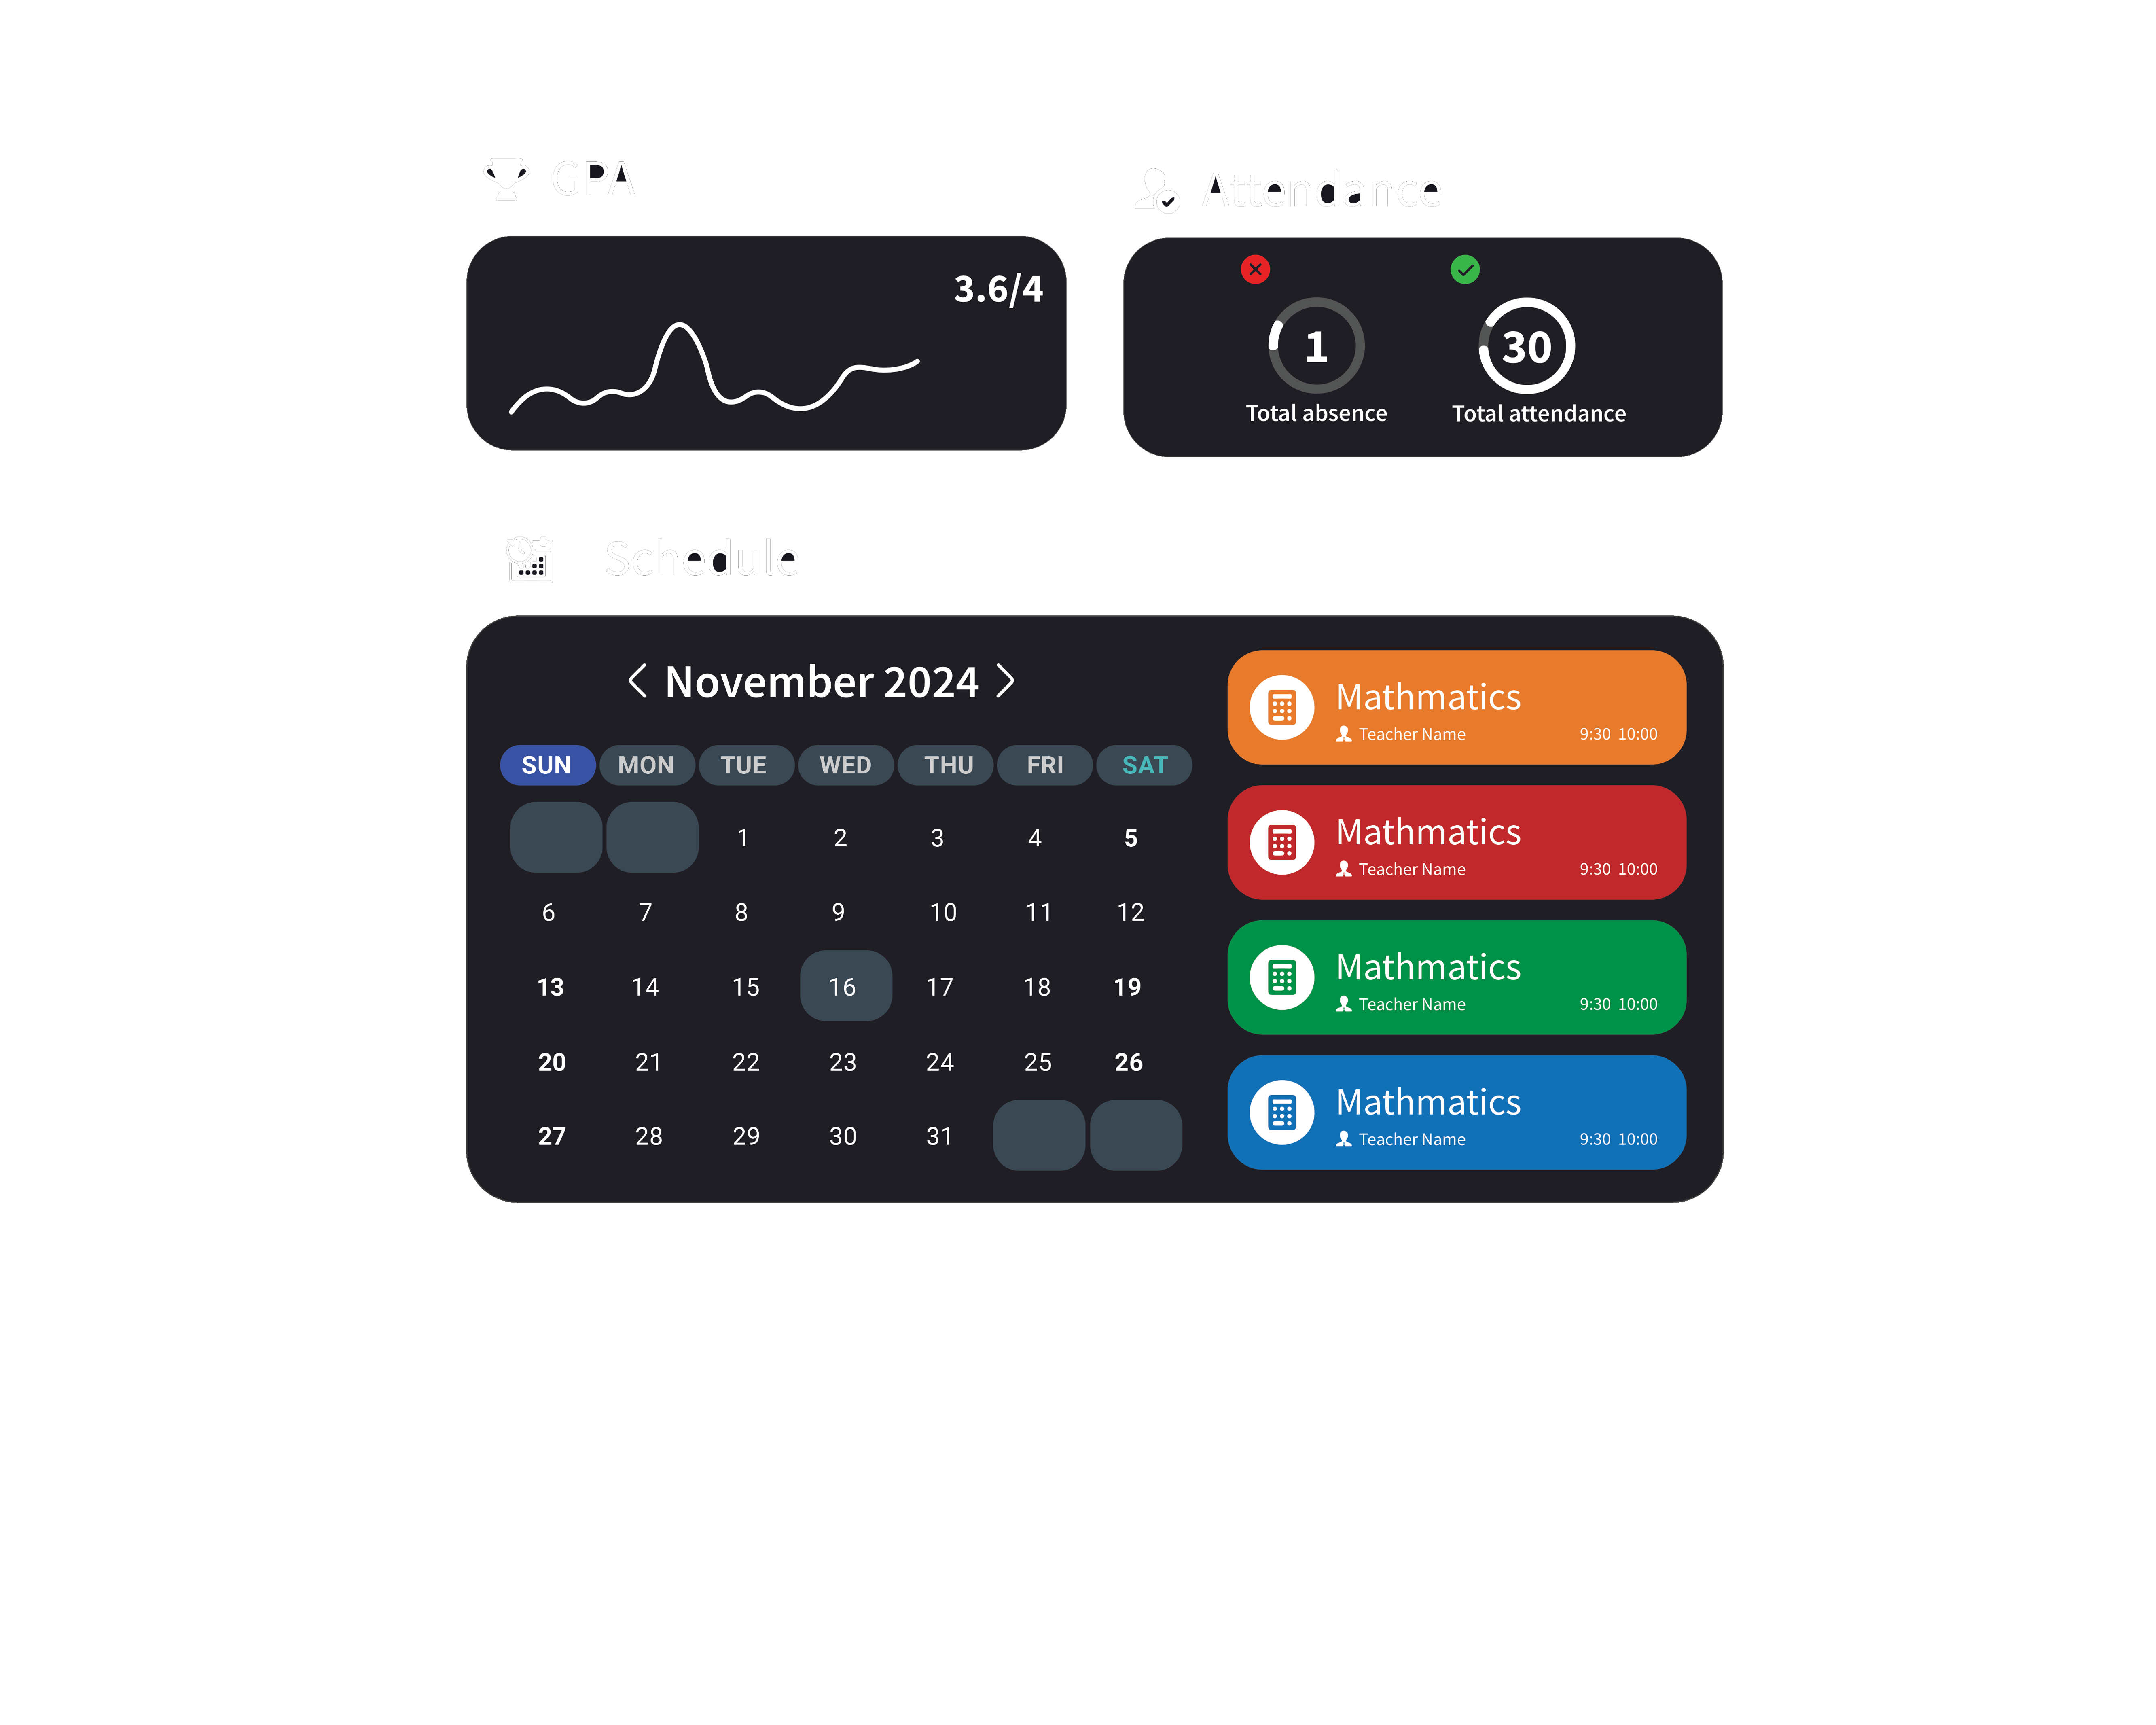 GPA
3.6/4
Attendance
1
30
Total absence
Total attendance
Schedule
November 2024
SUN MON TUE WED THU FRI SAT
1 2 3 4 5
6 7 8 9 10 11 12
13 14 15 16 17 18 19
20 21 22 23 24 25 26
27 28 29 30 31
Mathmatics
Teacher Name 9:30 10:00
Mathmatics
Teacher Name 9:30 10:00
Mathmatics
Teacher Name 9:30 10:00
Mathmatics
Teacher Name 9:30 10:00